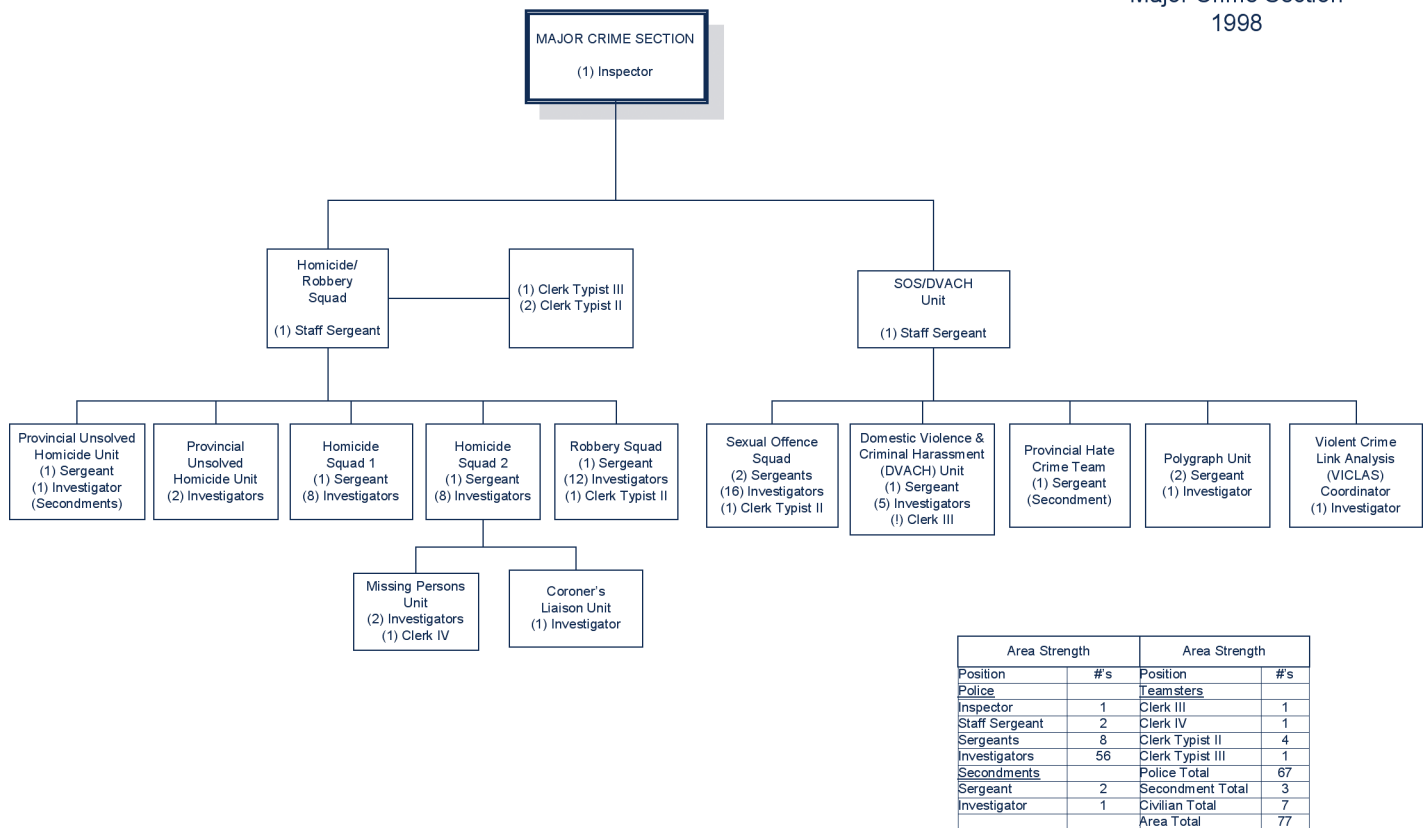 Major Crime Section
1998
MAJOR CRIME SECTION
(1) Inspector
Homicide/
Robbery
Squad
(1) Staff Sergeant
(1) Clerk Typist III
(2) Clerk Typist II
SOS/DVACH
Unit
(1) Staff Sergeant
Provincial Unsolved
Homicide Unit
(1) Sergeant
(1) Investigator
(Secondments)
Provincial
Unsolved
Homicide Unit
(2) Investigators
Homicide
Squad 1
(1) Sergeant
(8) Investigators
Homicide
Squad 2
(1) Sergeant
(8) Investigators
Robbery Squad
(1) Sergeant
(12) Investigators
(1) Clerk Typist II
Sexual Offence
Squad
(2) Sergeants
(16) Investigators
(1) Clerk Typist II
Domestic Violence &
Criminal Harassment
(DVACH) Unit
(1) Sergeant
(5) Investigators
(!) Clerk III
Provincial Hate
Crime Team
(1) Sergeant
(Secondment)
Polygraph Unit
(2) Sergeant
(1) Investigator
Violent Crime
Link Analysis
(VICLAS)
Coordinator
(1) Investigator
Missing Persons
Unit
(2) Investigators
(1) Clerk IV
Coroner's
Liaison Unit
(1) Investigator
Area Strength Area Strength
Position #'s Position #'s
Police Teamsters
Inspector 1 Clerk III 1
Staff Sergeant 2 Clerk IV 1
Sergeants 8 Clerk Typist II 4
Investigators 56 Clerk Typist III 1
Secondments Police Total 67
Sergeant 2 Secondment Total 3
Investigator 1 Civilian Total 7
Area Total 77